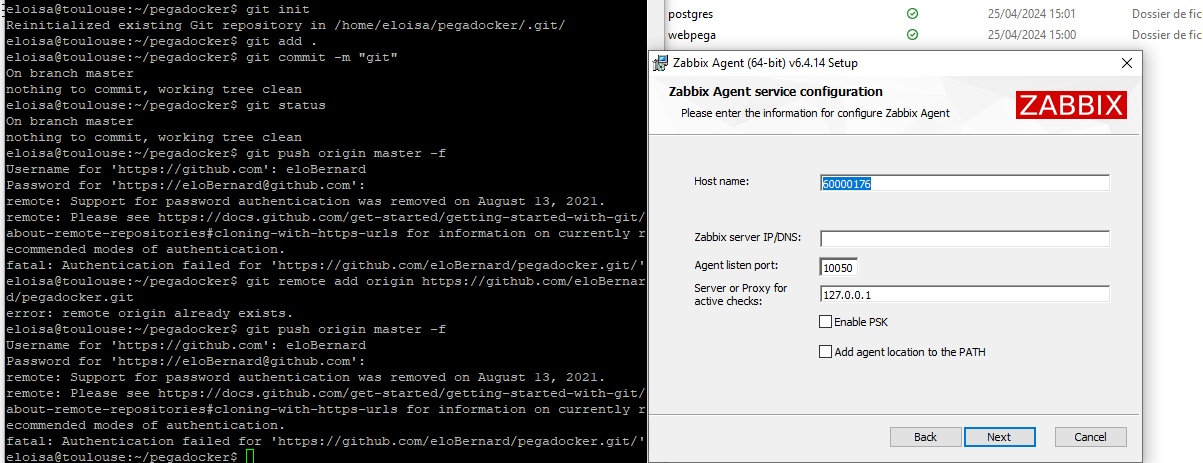 eloisa@toulouse:~/pegadocker$ git init
Reinitialized existing Git repository in /home/eloisa/pegadocker/.git/
eloisa@toulouse:~/pegadocker$ git add .
eloisa@toulouse:~/pegadocker$ git commit -m "git"
On branch master
nothing to commit, working tree clean
eloisa@toulouse:~/pegadocker$ git status
On branch master
nothing to commit, working tree clean
eloisa@toulouse:~/pegadocker$ git push origin master -f
Username for 'https://github.com': eloBernard
Password for 'https://eloBernard@github.com':
remote: Support for password authentication was removed on August 13, 2021.
remote: Please see https://docs.github.com/get-started/getting-started-with-git/
about-remote-repositories#cloning-with-https-urls for information on currently r
ecommended modes of authentication.
fatal: Authentication failed for 'https://github.com/eloBernard/pegadocker.git/'
eloisa@toulouse:~/pegadocker$ git remote add origin https://github.com/eloBernar
d/pegadocker.git
error: remote origin already exists.
eloisa@toulouse:~/pegadocker$ git push origin master -f
Username for 'https://github.com': eloBernard
Password for 'https://eloBernard@github.com':
remote: Support for password authentication was removed on August 13, 2021.
remote: Please see https://docs.github.com/get-started/getting-started-with-git/
about-remote-repositories#cloning-with-https-urls for information on currently r
ecommended modes of authentication.
fatal: Authentication failed for 'https://github.com/eloBernard/pegadocker.git/'
eloisa@toulouse:~/pegadocker$
postgres 25/04/2024 15:01 Dossier de fic
webpega 25/04/2024 15:00 Dossier de fic
Zabbix Agent (64-bit) v6.4.14 Setup
Zabbix Agent service configuration
Please enter the information for configure Zabbix Agent
ZABBIX
Host name: 60000176
Zabbix server IP/DNS:
Agent listen port: 10050
Server or Proxy for
active checks: 127.0.0.1
Enable PSK
Add agent location to the PATH
Back Next Cancel